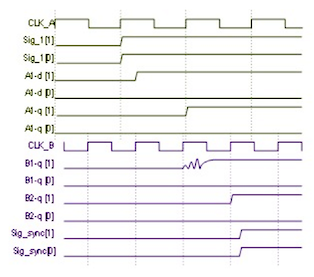 CLK_A
Sig_1[1]
Sig_1[0]
A1-d [1]
A1-d [0]
A1-q [1]
A1-q [0]
CLK_B
B1-q [1]
B1-q [0]
B2-q [1]
B2-q [0]
Sig_sync[1]
Sig_sync[0]